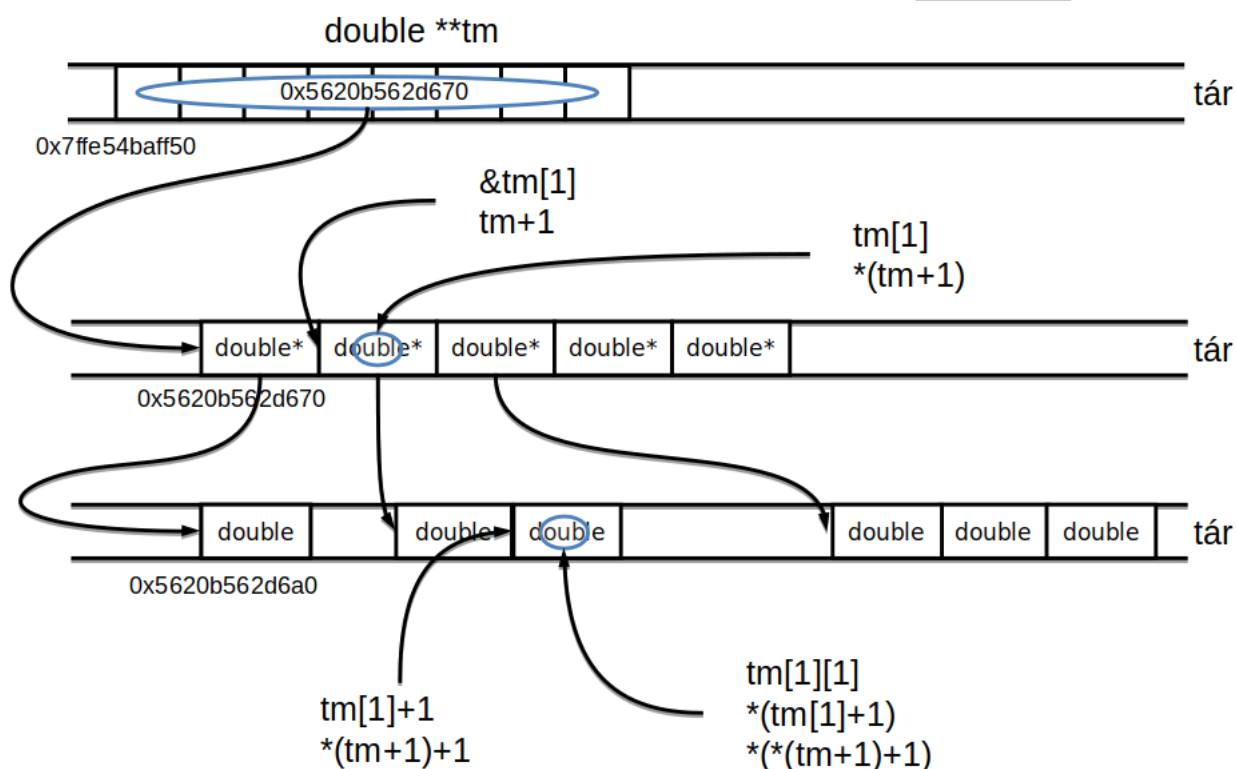 double **tm
0x5620b562d670
tár
0x7ffe54baff50
&tm[1]
tm+1
tm[1]
*(tm+1)
double* double* double* double* double*
tár
0x5620b562d670
double double double double double double
tár
0x5620b562d6a0
tm[1]+1
*(tm+1)+1
tm[1][1]
*(tm[1]+1)
*(*(tm+1)+1)